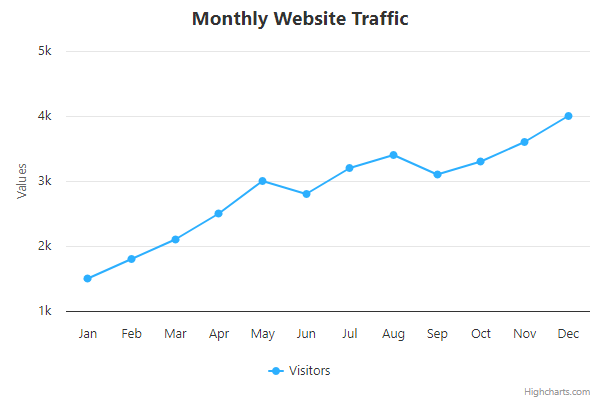 Monthly Website Traffic
5k
4k
3k
2k
1k
Values
Jan Feb Mar Apr May Jun Jul Aug Sep Oct Nov Dec
Visitors
Highcharts.com